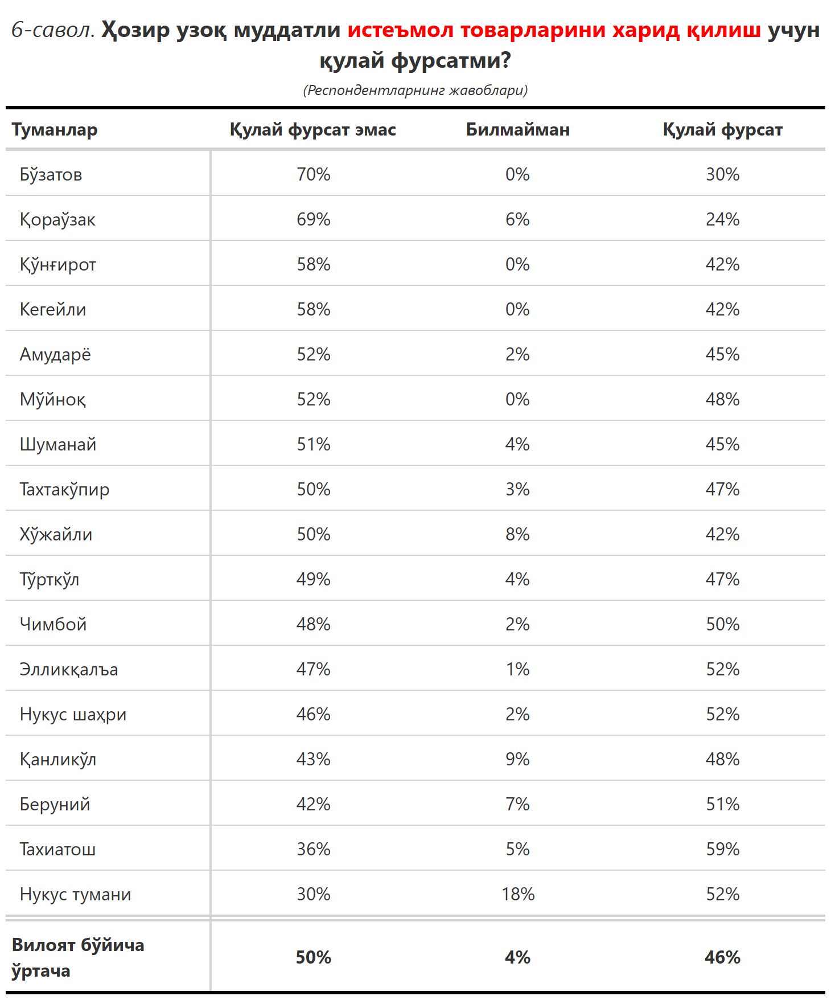 6-савол. Ҳозир узоқ муддатли истеъмол товарларини харид қилиш учун
қулай фурсатми?
(Респондентларнинг жавоблари)
Туманлар Қулай фурсат эмас Билмайман Қулай фурсат
Бўзатов 70% 0% 30%
Қораўзак 69% 6% 24%
Қўнғирот 58% 0% 42%
Кегейли 58% 0% 42%
Амударё 52% 2% 45%
Мўйноқ 52% 0% 48%
Шуманай 51% 4% 45%
Тахтакўпир 50% 3% 47%
Хўжайли 50% 8% 42%
Тўрткўл 49% 4% 47%
Чимбой 48% 2% 50%
Элликқалъа 47% 1% 52%
Нукус шаҳри 46% 2% 52%
Қанликўл 43% 9% 48%
Беруний 42% 7% 51%
Тахиатош 36% 5% 59%
Нукус тумани 30% 18% 52%
Вилоят бўйича
ўртача 50% 4% 46%